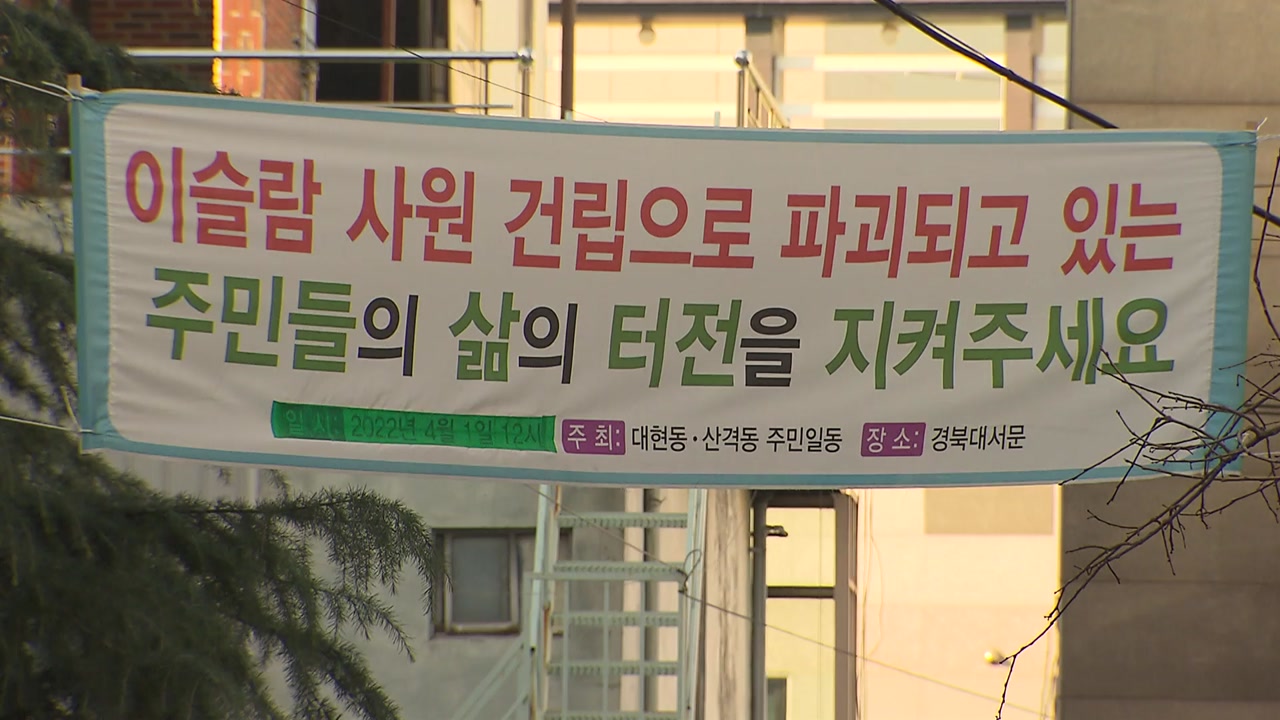 이슬람 사원 건립으로 파괴되고 있는
주민들의 삶의 터전을 지켜주세요
일 시: 2022년 4월 1일 12시 주 최: 대현동·산격동 주민일동 장 소: 경북대서문